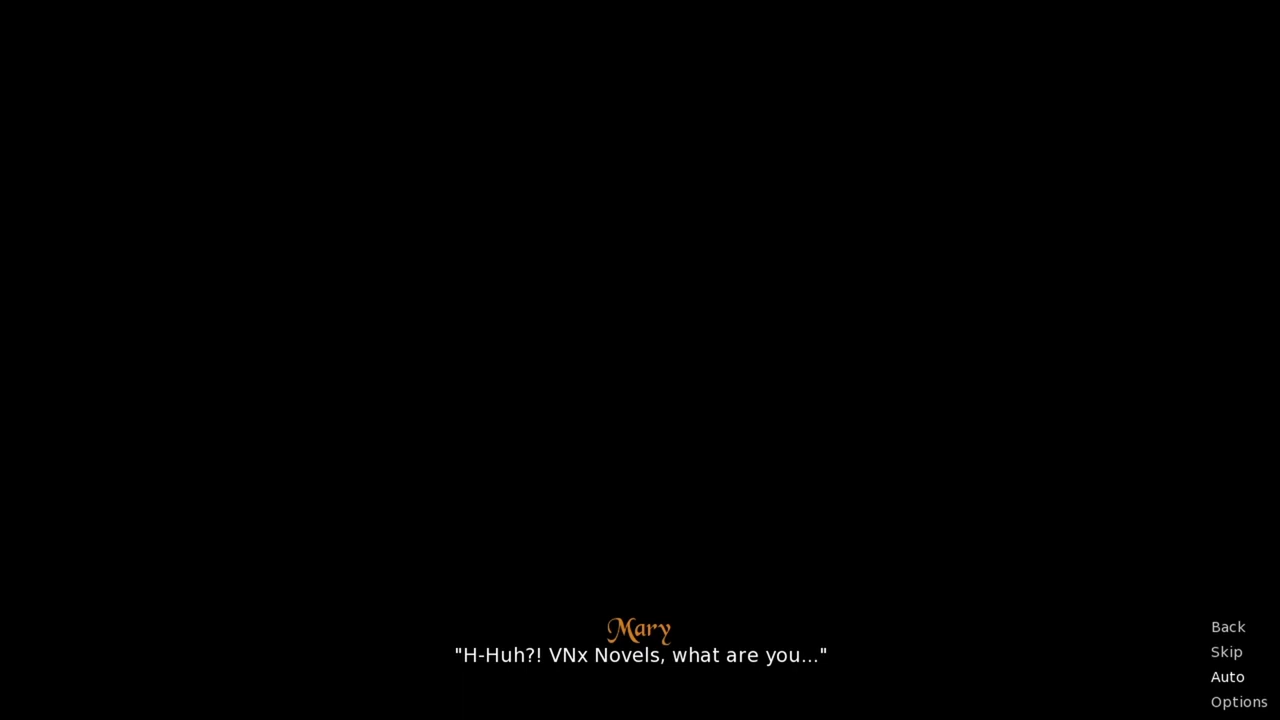 Mary
"H-Huh?! VNx Novels, what are you..."
Back
Skip
Auto
Options